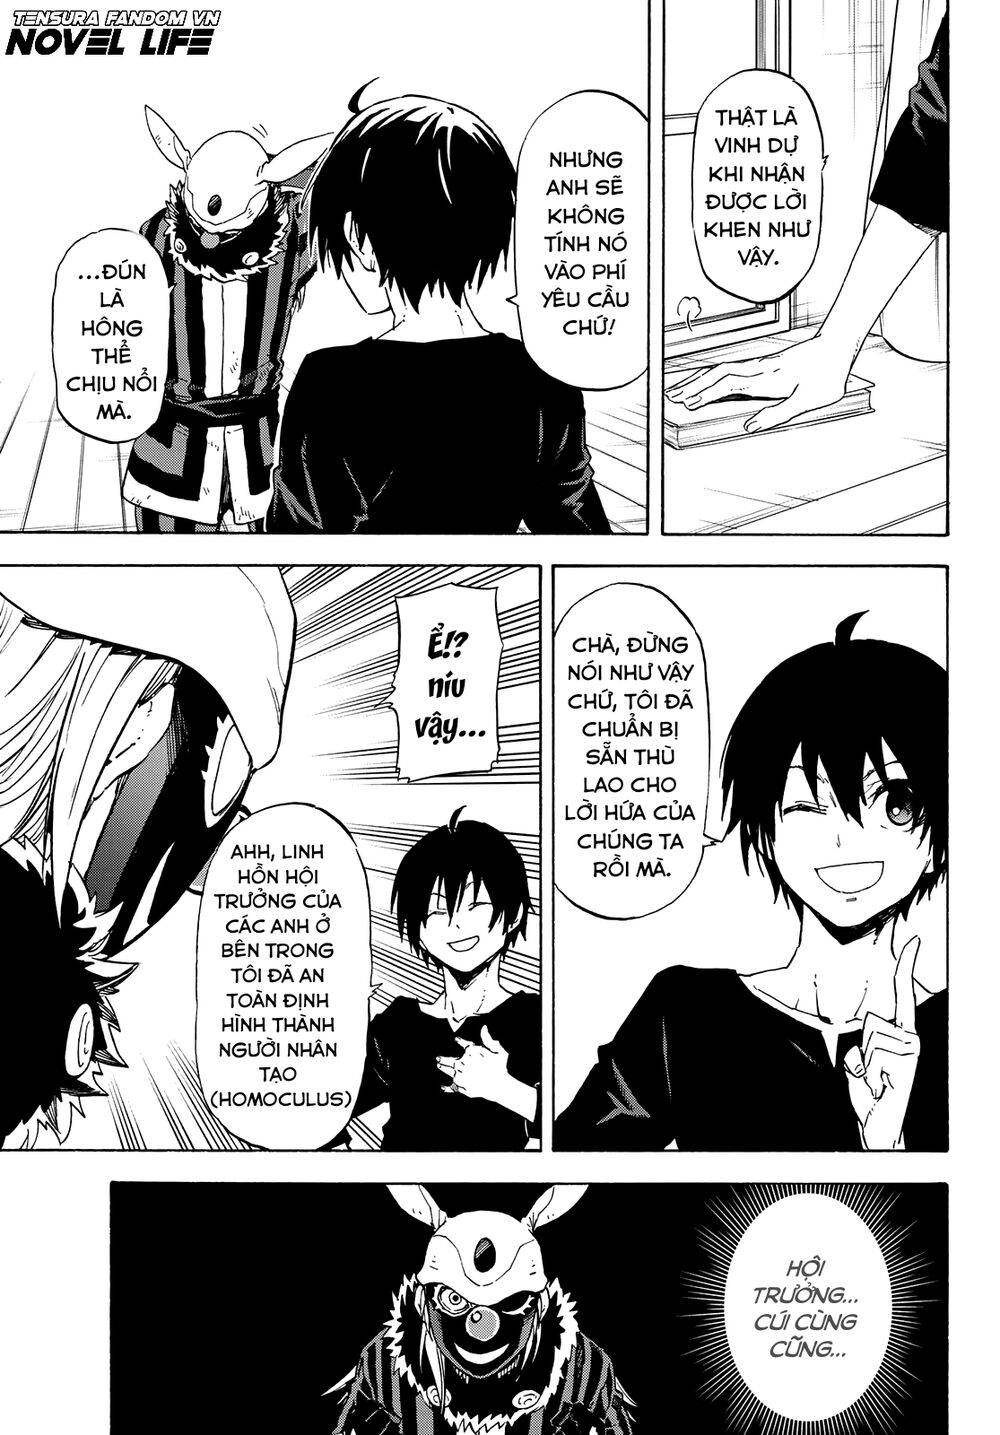 TENSURA FANDOM VN
NOVEL LIFE
THẬT LÀ
VINH DỰ
KHI NHẬN
ĐƯỢC LỜI
KHEN NHƯ
VẬY.
NHƯNG
ANH SẼ
KHÔNG
TÍNH NÓ
VÀO PHÍ
YÊU CẦU
CHỨ!
...ĐÚN
LÀ
HÔNG
THỂ
CHỊU NỔI
MÀ.
CHÀ, ĐỪNG
NÓI NHƯ VẬY
CHỨ, TÔI ĐÃ
CHUẨN BỊ
SẴN THÙ
LAO CHO
LỜI HỨA CỦA
CHÚNG TA
RỒI MÀ.
Ể!?
níu
vậy...
AHH, LINH
HỒN HỘI
TRƯỞNG CỦA
CÁC ANH Ở
BÊN TRONG
TÔI ĐÃ AN
TOÀN ĐỊNH
HÌNH THÀNH
NGƯỜI NHÂN
TẠO
(HOMOCULUS)
HỘI
TRƯỞNG...
CÚI CÙNG
CŨNG...